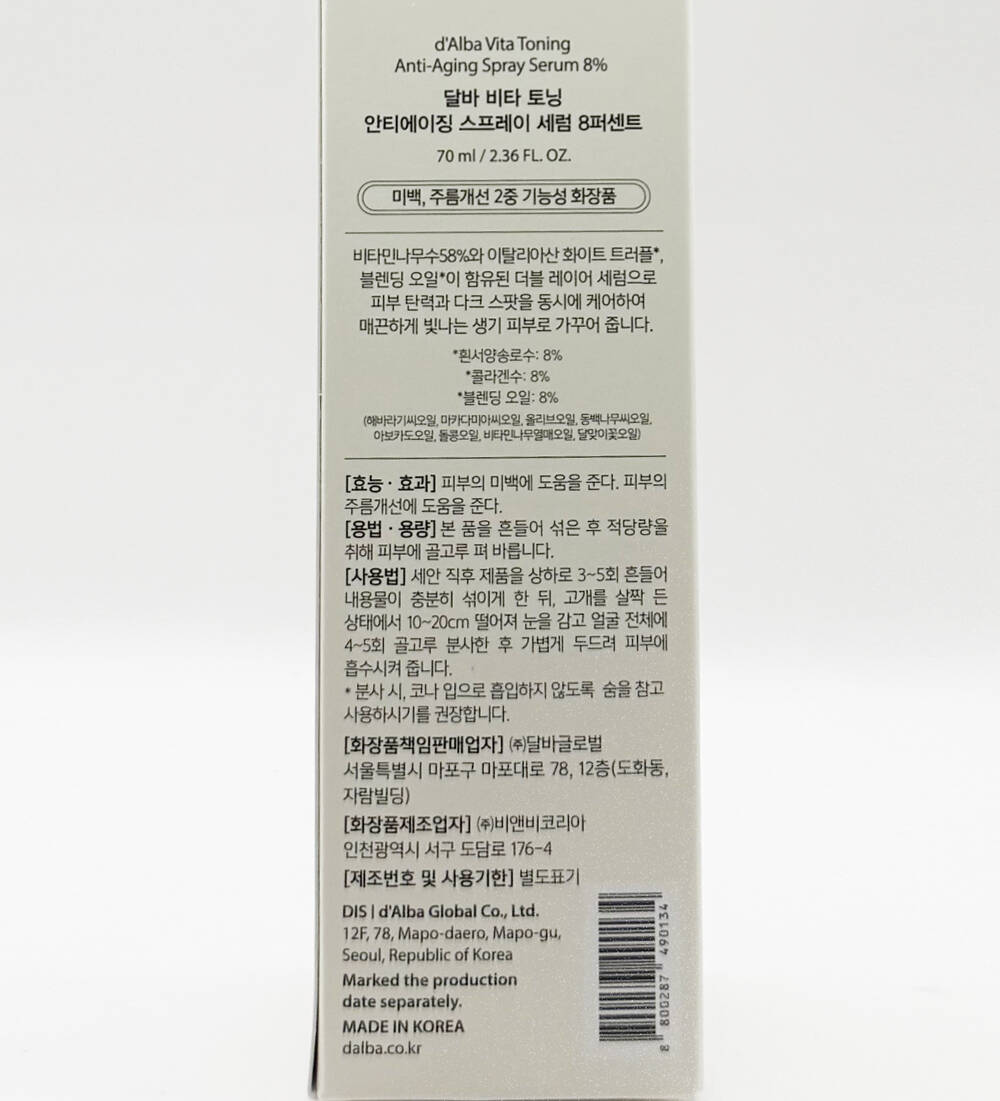 d'Alba Vita Toning
Anti-Aging Spray Serum 8%
달바 비타 토닝
안티에이징 스프레이 세럼 8퍼센트
70 ml / 2.36 FL. OZ.
미백, 주름개선 2중 기능성 화장품
비타민나무수58%와 이탈리아산 화이트 트러플*,
블렌딩 오일*이 함유된 더블 레이어 세럼으로
피부 탄력과 다크 스팟을 동시에 케어하여
매끈하게 빛나는 생기 피부로 가꾸어 줍니다.
*흰서양송로수: 8%
*콜라겐수: 8%
*블렌딩 오일: 8%
(해바라기씨오일, 마카다미아씨오일, 올리브오일, 동백나무씨오일,
아보카도오일, 돌콩오일, 비타민나무열매오일, 달맞이꽃오일)
[효능 · 효과] 피부의 미백에 도움을 준다. 피부의
주름개선에 도움을 준다.
[용법 · 용량] 본 품을 흔들어 섞은 후 적당량을
취해 피부에 골고루 펴 바릅니다.
[사용법] 세안 직후 제품을 상하로 3~5회 흔들어
내용물이 충분히 섞이게 한 뒤, 고개를 살짝 든
상태에서 10~20cm 떨어져 눈을 감고 얼굴 전체에
4~5회 골고루 분사한 후 가볍게 두드려 피부에
흡수시켜 줍니다.
* 분사 시, 코나 입으로 흡입하지 않도록 숨을 참고
사용하시기를 권장합니다.
[화장품책임판매업자] ㈜달바글로벌
서울특별시 마포구 마포대로 78, 12층(도화동,
자람빌딩)
[화장품제조업자] ㈜비앤비코리아
인천광역시 서구 도담로 176-4
[제조번호 및 사용기한] 별도표기
DIS | d'Alba Global Co., Ltd.
12F, 78, Mapo-daero, Mapo-gu,
Seoul, Republic of Korea
Marked the production
date separately.
MADE IN KOREA
dalba.co.kr
8 800287 490134